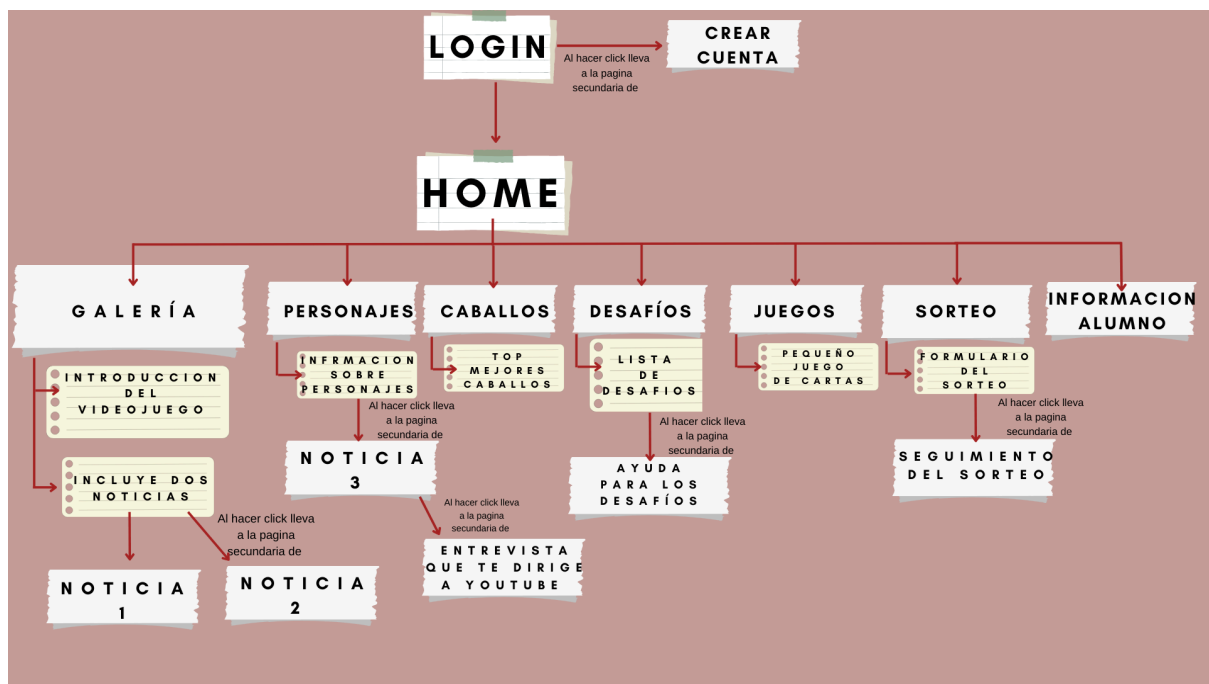 LOGIN
Al hacer click lleva
a la pagina
secundaria de
CREAR
CUENTA
HOME
GALERÍA
INTRODUCCION
DEL
VIDEOJUEGO
INCLUYE DOS
NOTICIAS
Al hacer click lleva
a la pagina
secundaria de
NOTICIA
1
NOTICIA
2
PERSONAJES
INFRMACION
SOBRE
PERSONAJES
Al hacer click lleva
a la pagina
secundaria de
NOTICIA
3
Al hacer click lleva
a la pagina
secundaria de
ENTREVISTA
QUE TE DIRIGE
A YOUTUBE
CABALLOS
TOP
MEJORES
CABALLOS
DESAFÍOS
LISTA
DE
DESAFIOS
Al hacer click lleva
a la pagina
secundaria de
AYUDA
PARA LOS
DESAFÍOS
JUEGOS
PEQUEÑO
JUEGO
DE CARTAS
SORTEO
FORMULARIO
DEL
SORTEO
Al hacer click lleva
a la pagina
secundaria de
SEGUIMIENTO
DEL SORTEO
INFORMACION
ALUMNO